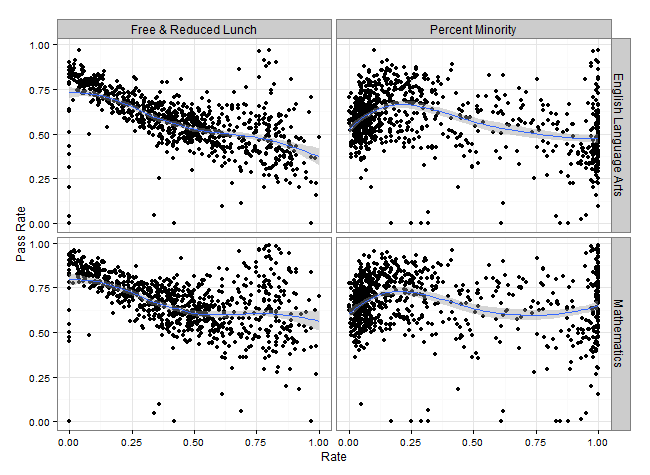 Free & Reduced Lunch Percent Minority
Pass Rate
1.00
0.75
0.50
0.25
0.00
English Language Arts
1.00
0.75
0.50
0.25
0.00
Mathematics
0.00 0.25 0.50 0.75 1.00 0.00 0.25 0.50 0.75 1.00
Rate